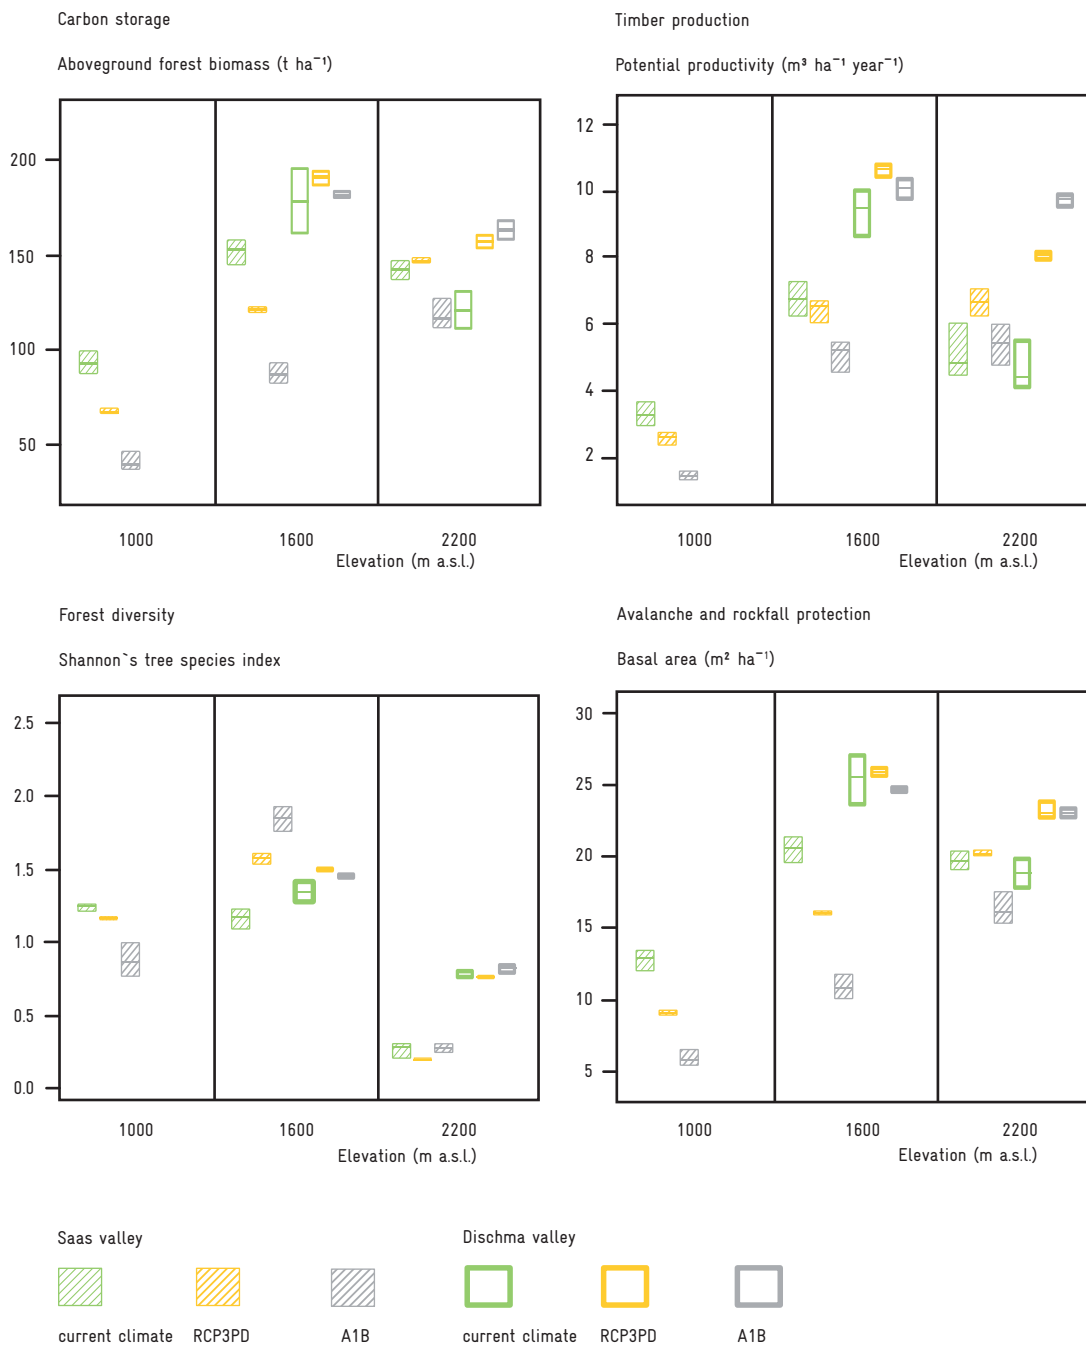 Carbon storage
Aboveground forest biomass (t ha⁻¹)
200
150
100
50
1000 1600 2200
Elevation (m a.s.l.)
Timber production
Potential productivity (m³ ha⁻¹ year⁻¹)
12
10
8
6
4
2
1000 1600 2200
Elevation (m a.s.l.)
Forest diversity
Shannon`s tree species index
2.5
2.0
1.5
1.0
0.5
0.0
1000 1600 2200
Elevation (m a.s.l.)
Avalanche and rockfall protection
Basal area (m² ha⁻¹)
30
25
20
15
10
5
1000 1600 2200
Elevation (m a.s.l.)
Saas valley
current climate RCP3PD A1B
Dischma valley
current climate RCP3PD A1B